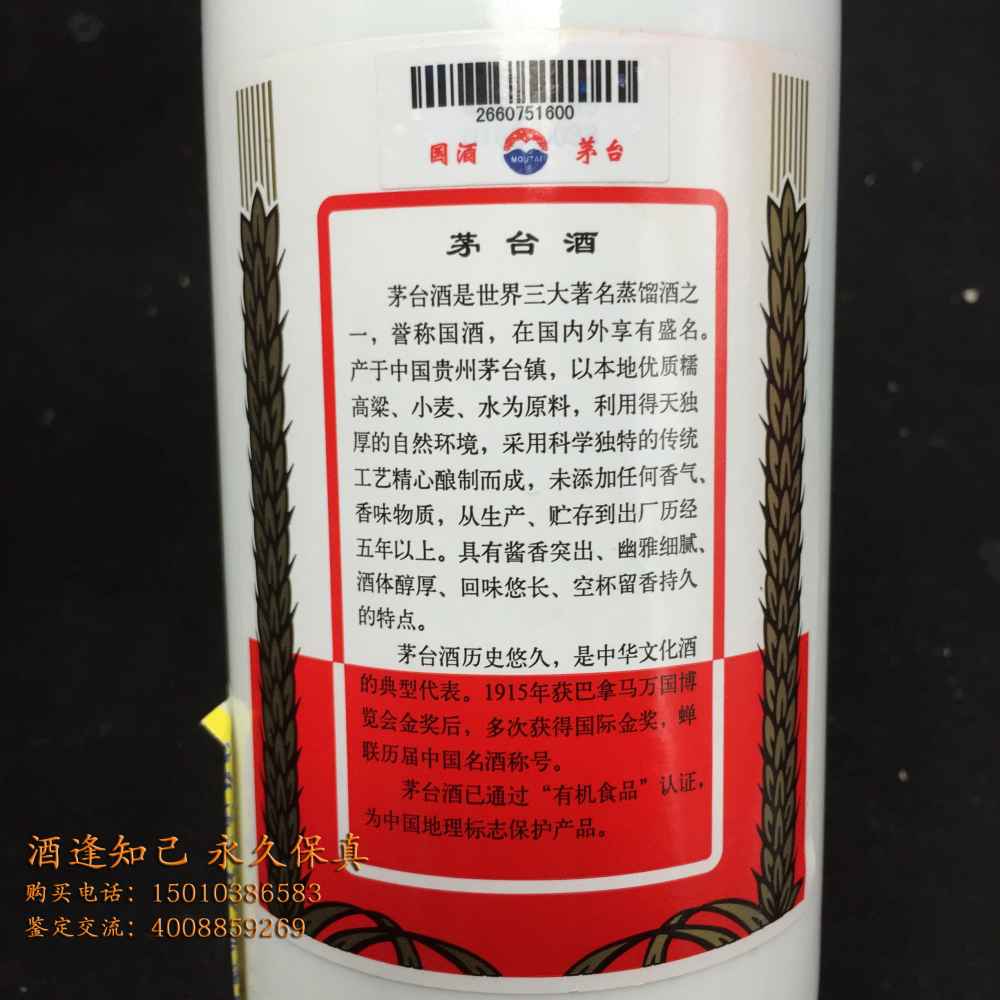 2660751600
国酒 MOUTAI 茅台
茅台酒
茅台酒是世界三大著名蒸馏酒之
一，誉称国酒，在国内外享有盛名。
产于中国贵州茅台镇，以本地优质糯
高粱、小麦、水为原料，利用得天独
厚的自然环境，采用科学独特的传统
工艺精心酿制而成，未添加任何香气、
香味物质，从生产、贮存到出厂历经
五年以上。具有酱香突出、幽雅细腻、
酒体醇厚、回味悠长、空杯留香持久
的特点。
茅台酒历史悠久，是中华文化酒
的典型代表。1915年获巴拿马万国博
览会金奖后，多次获得国际金奖，蝉
联历届中国名酒称号。
茅台酒已通过“有机食品”认证，
为中国地理标志保护产品。
酒逢知己 永久保真
购买电话：15010386583
鉴定交流：4008859269